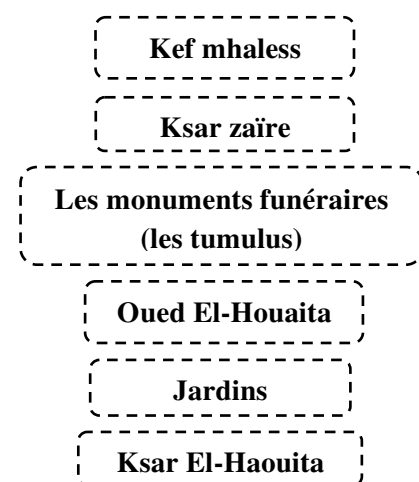 Kef mhaless
Ksar zaïre
Les monuments funéraires
(les tumulus)
Oued El-Houaita
Jardins
Ksar El-Haouita